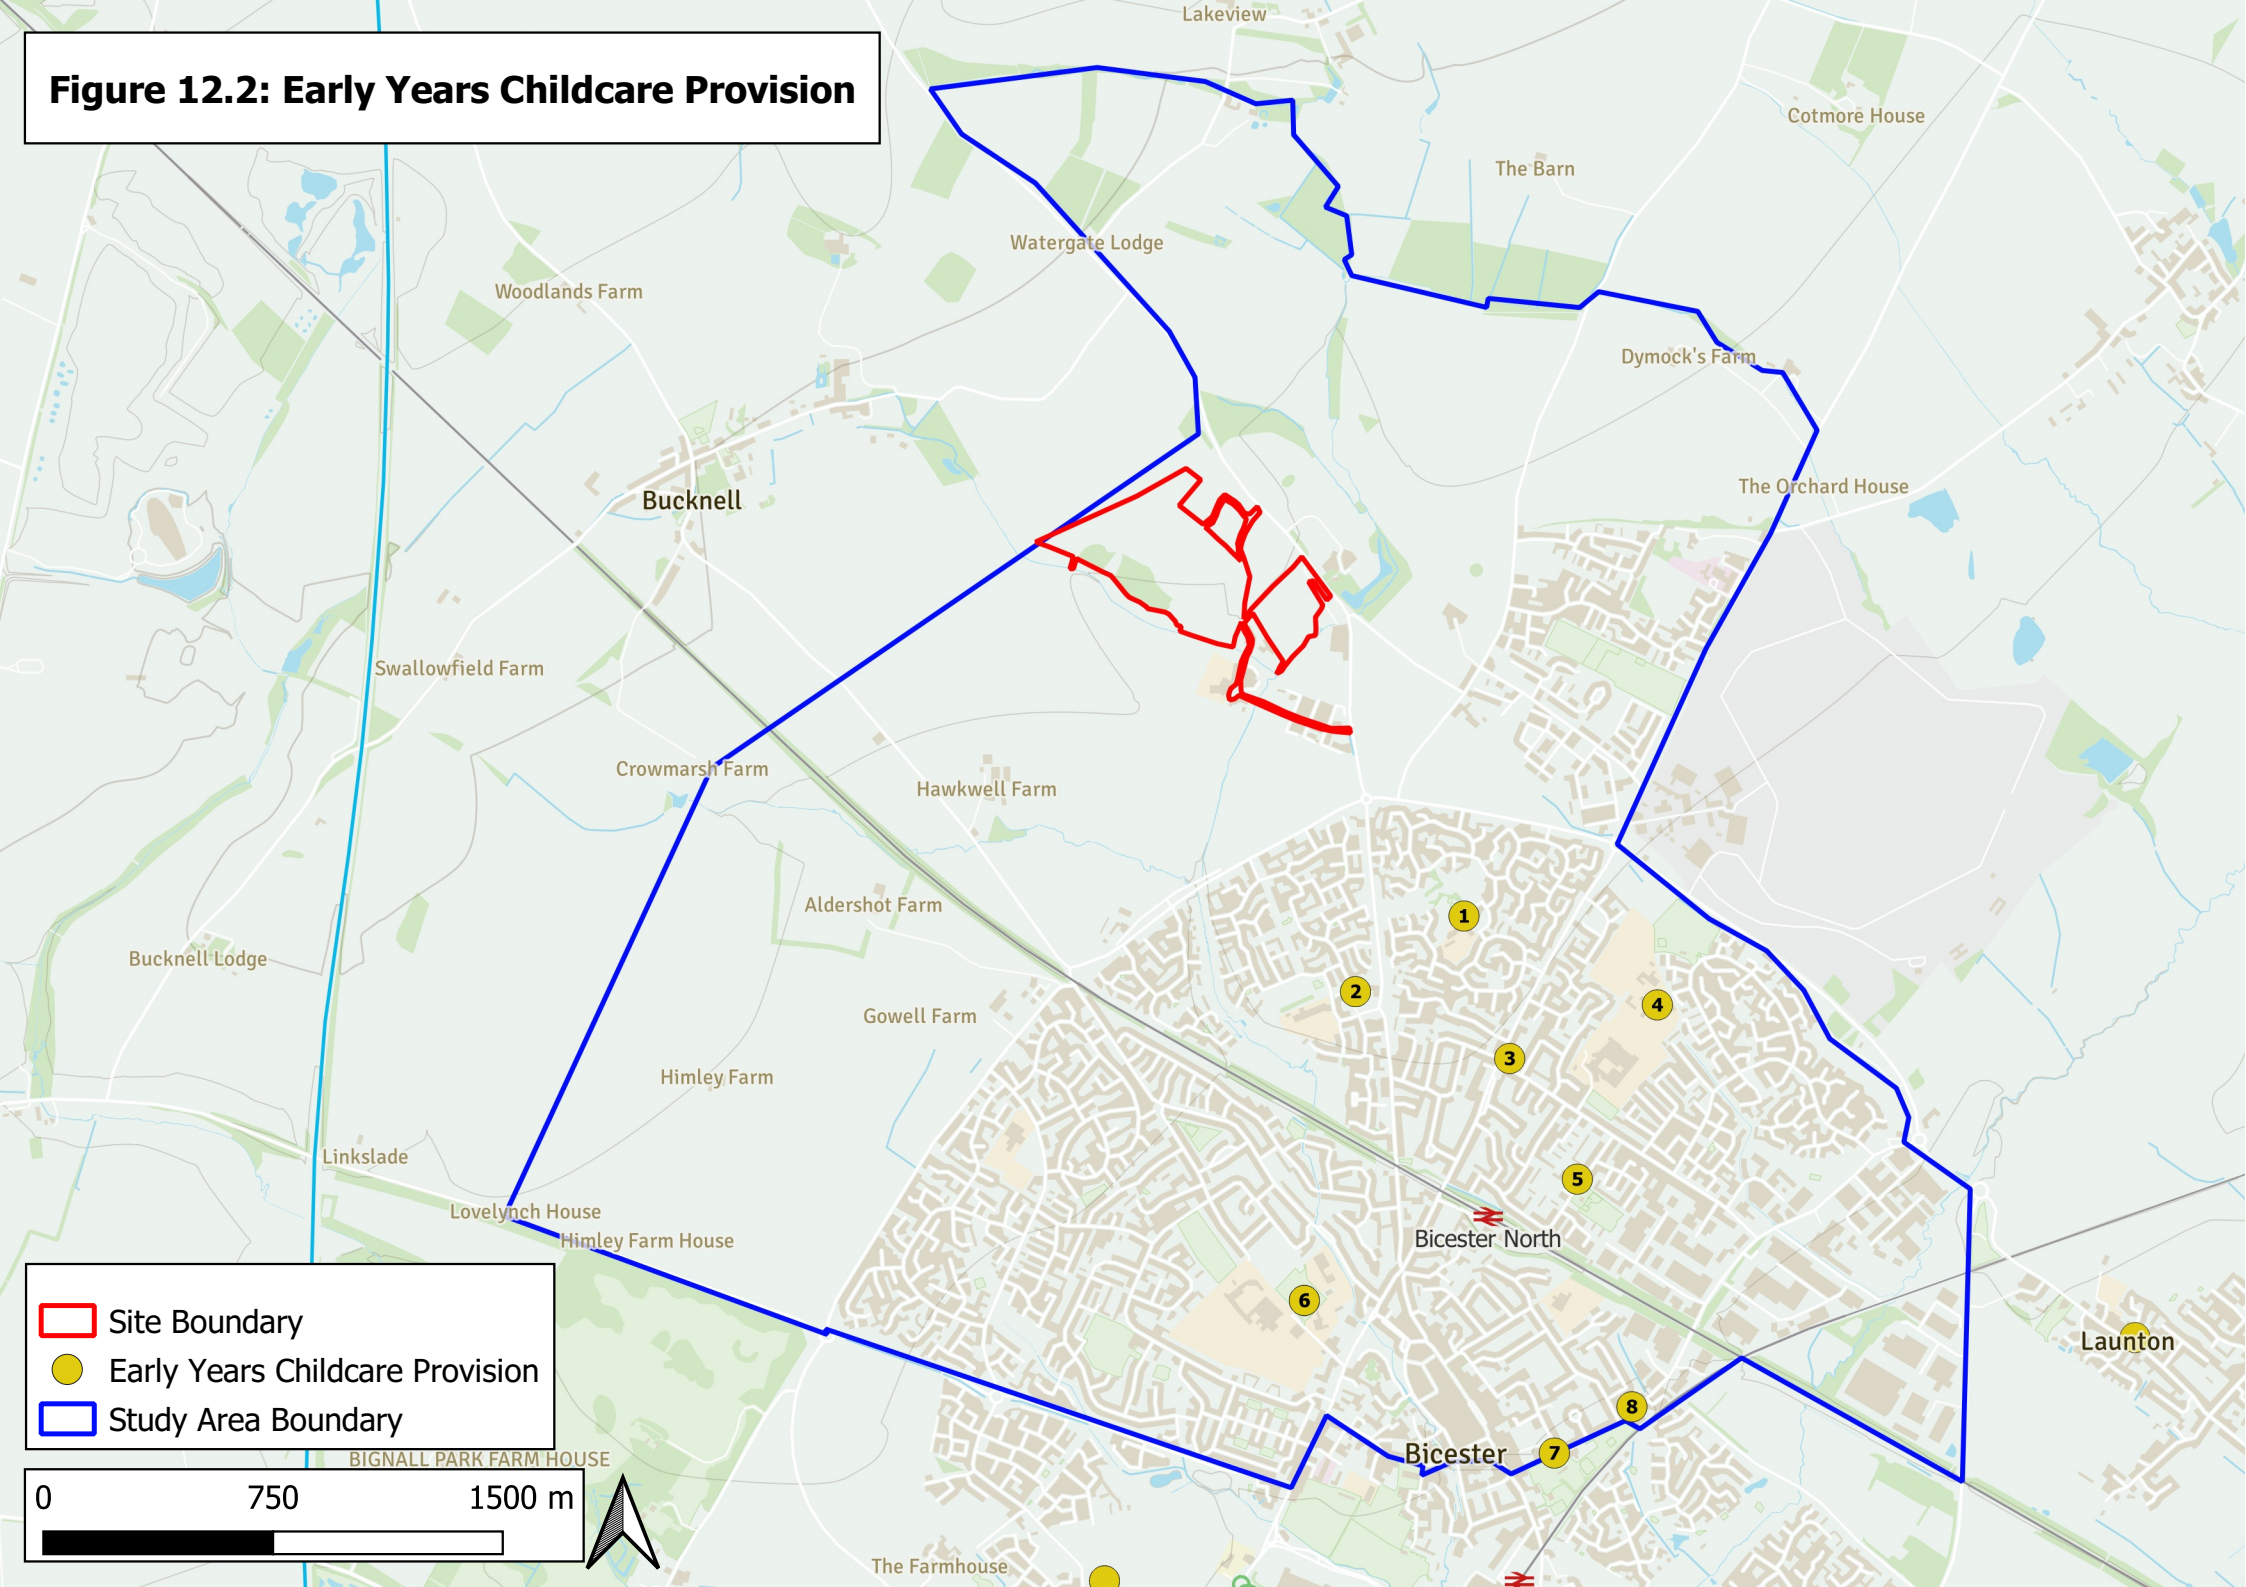 Lakeview
Figure 12.2: Early Years Childcare Provision
Cotmore House
The Barn
Watergate Lodge
Woodlands Farm
Dymock's Farm
The Orchard House
Bucknell
Swallowfield Farm
Crowmarsh Farm
Hawkwell Farm
Aldershot Farm
1
Bucknell Lodge
2
4
Gowell Farm
3
Himley Farm
Linkslade
5
Lovelynch House
Bicester North
Himley Farm House
6
Site Boundary
Launton
Early Years Childcare Provision
8
Study Area Boundary
Bicester
7
BIGNALL PARK FARM HOUSE
0 750 1500 m
The Farmhouse